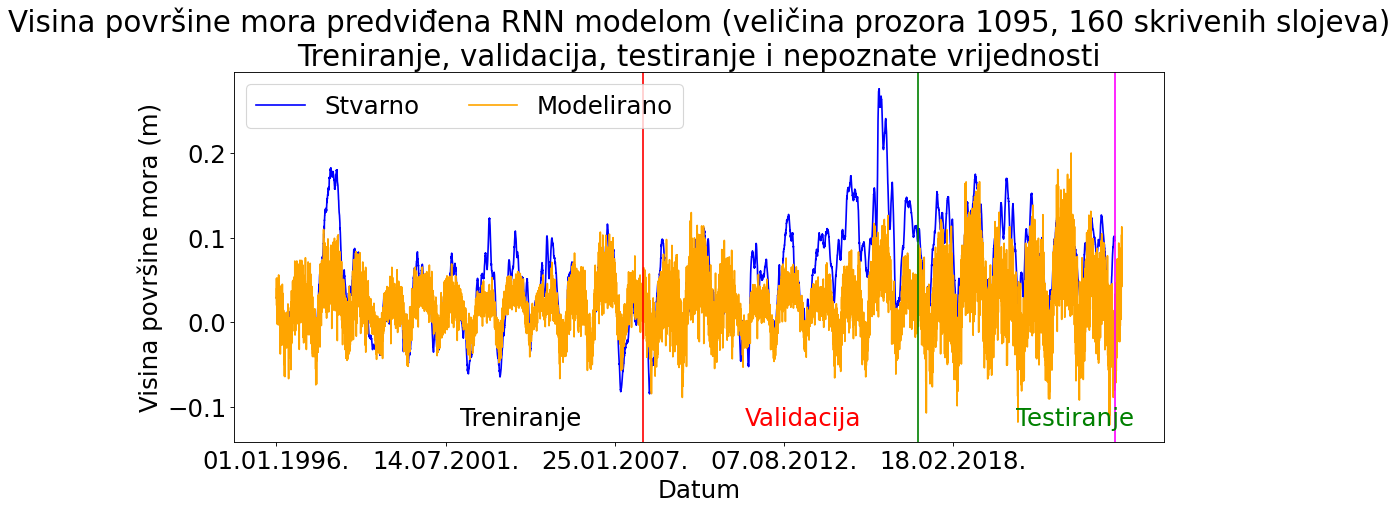 Visina površine mora predviđena RNN modelom (veličina prozora 1095, 160 skrivenih slojeva)
Treniranje, validacija, testiranje i nepoznate vrijednosti
Stvarno Modelirano
Visina površine mora (m)
0.2
0.1
0.0
−0.1
Treniranje Validacija Testiranje
01.01.1996. 14.07.2001. 25.01.2007. 07.08.2012. 18.02.2018.
Datum